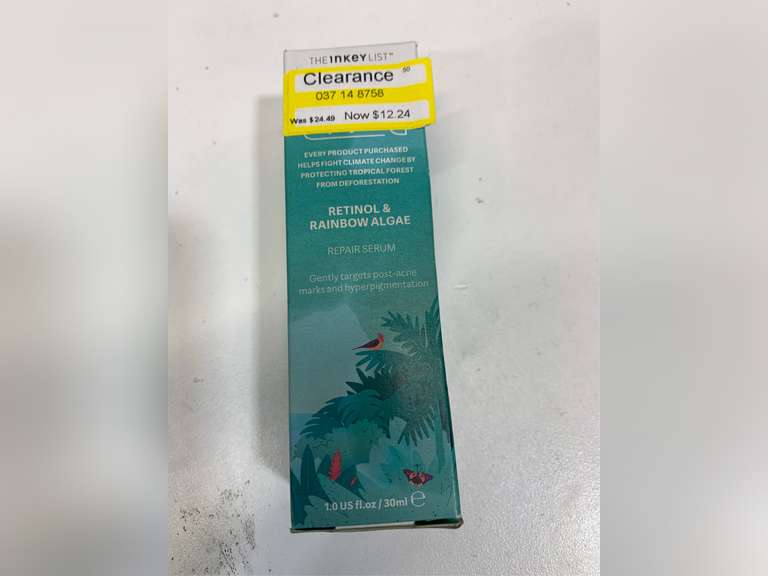 THE INKEY LIST™
Clearance 50
037 14 8758
Was $24.49 Now $12.24
EVERY PRODUCT PURCHASED
HELPS FIGHT CLIMATE CHANGE BY
PROTECTING TROPICAL FOREST
FROM DEFORESTATION
RETINOL &
RAINBOW ALGAE
REPAIR SERUM
Gently targets post-acne
marks and hyperpigmentation
1.0 US fl.oz / 30ml ℮